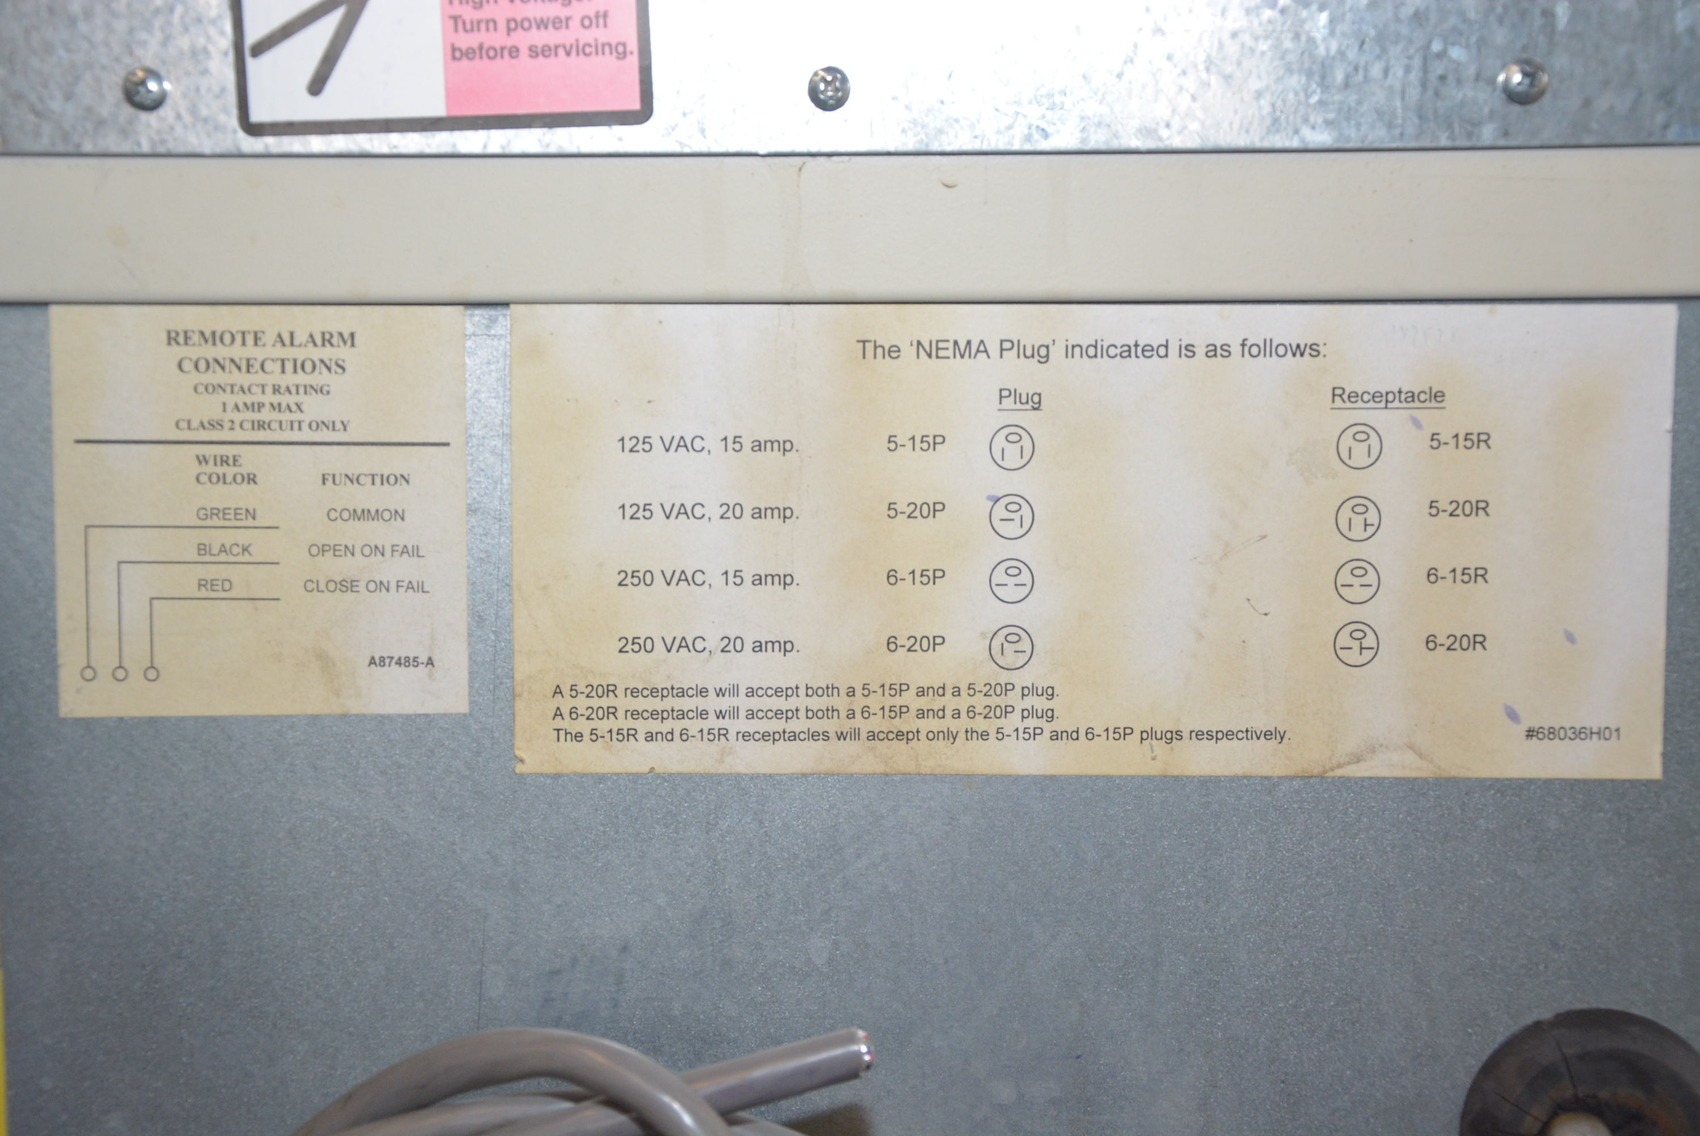 High voltage.
Turn power off
before servicing.
REMOTE ALARM
CONNECTIONS
CONTACT RATING
1 AMP MAX
CLASS 2 CIRCUIT ONLY
WIRE
COLOR FUNCTION
GREEN COMMON
BLACK OPEN ON FAIL
RED CLOSE ON FAIL
A87485-A
The 'NEMA Plug' indicated is as follows:
Plug Receptacle
125 VAC, 15 amp. 5-15P 5-15R
125 VAC, 20 amp. 5-20P 5-20R
250 VAC, 15 amp. 6-15P 6-15R
250 VAC, 20 amp. 6-20P 6-20R
A 5-20R receptacle will accept both a 5-15P and a 5-20P plug.
A 6-20R receptacle will accept both a 6-15P and a 6-20P plug.
The 5-15R and 6-15R receptacles will accept only the 5-15P and 6-15P plugs respectively.
#68036H01